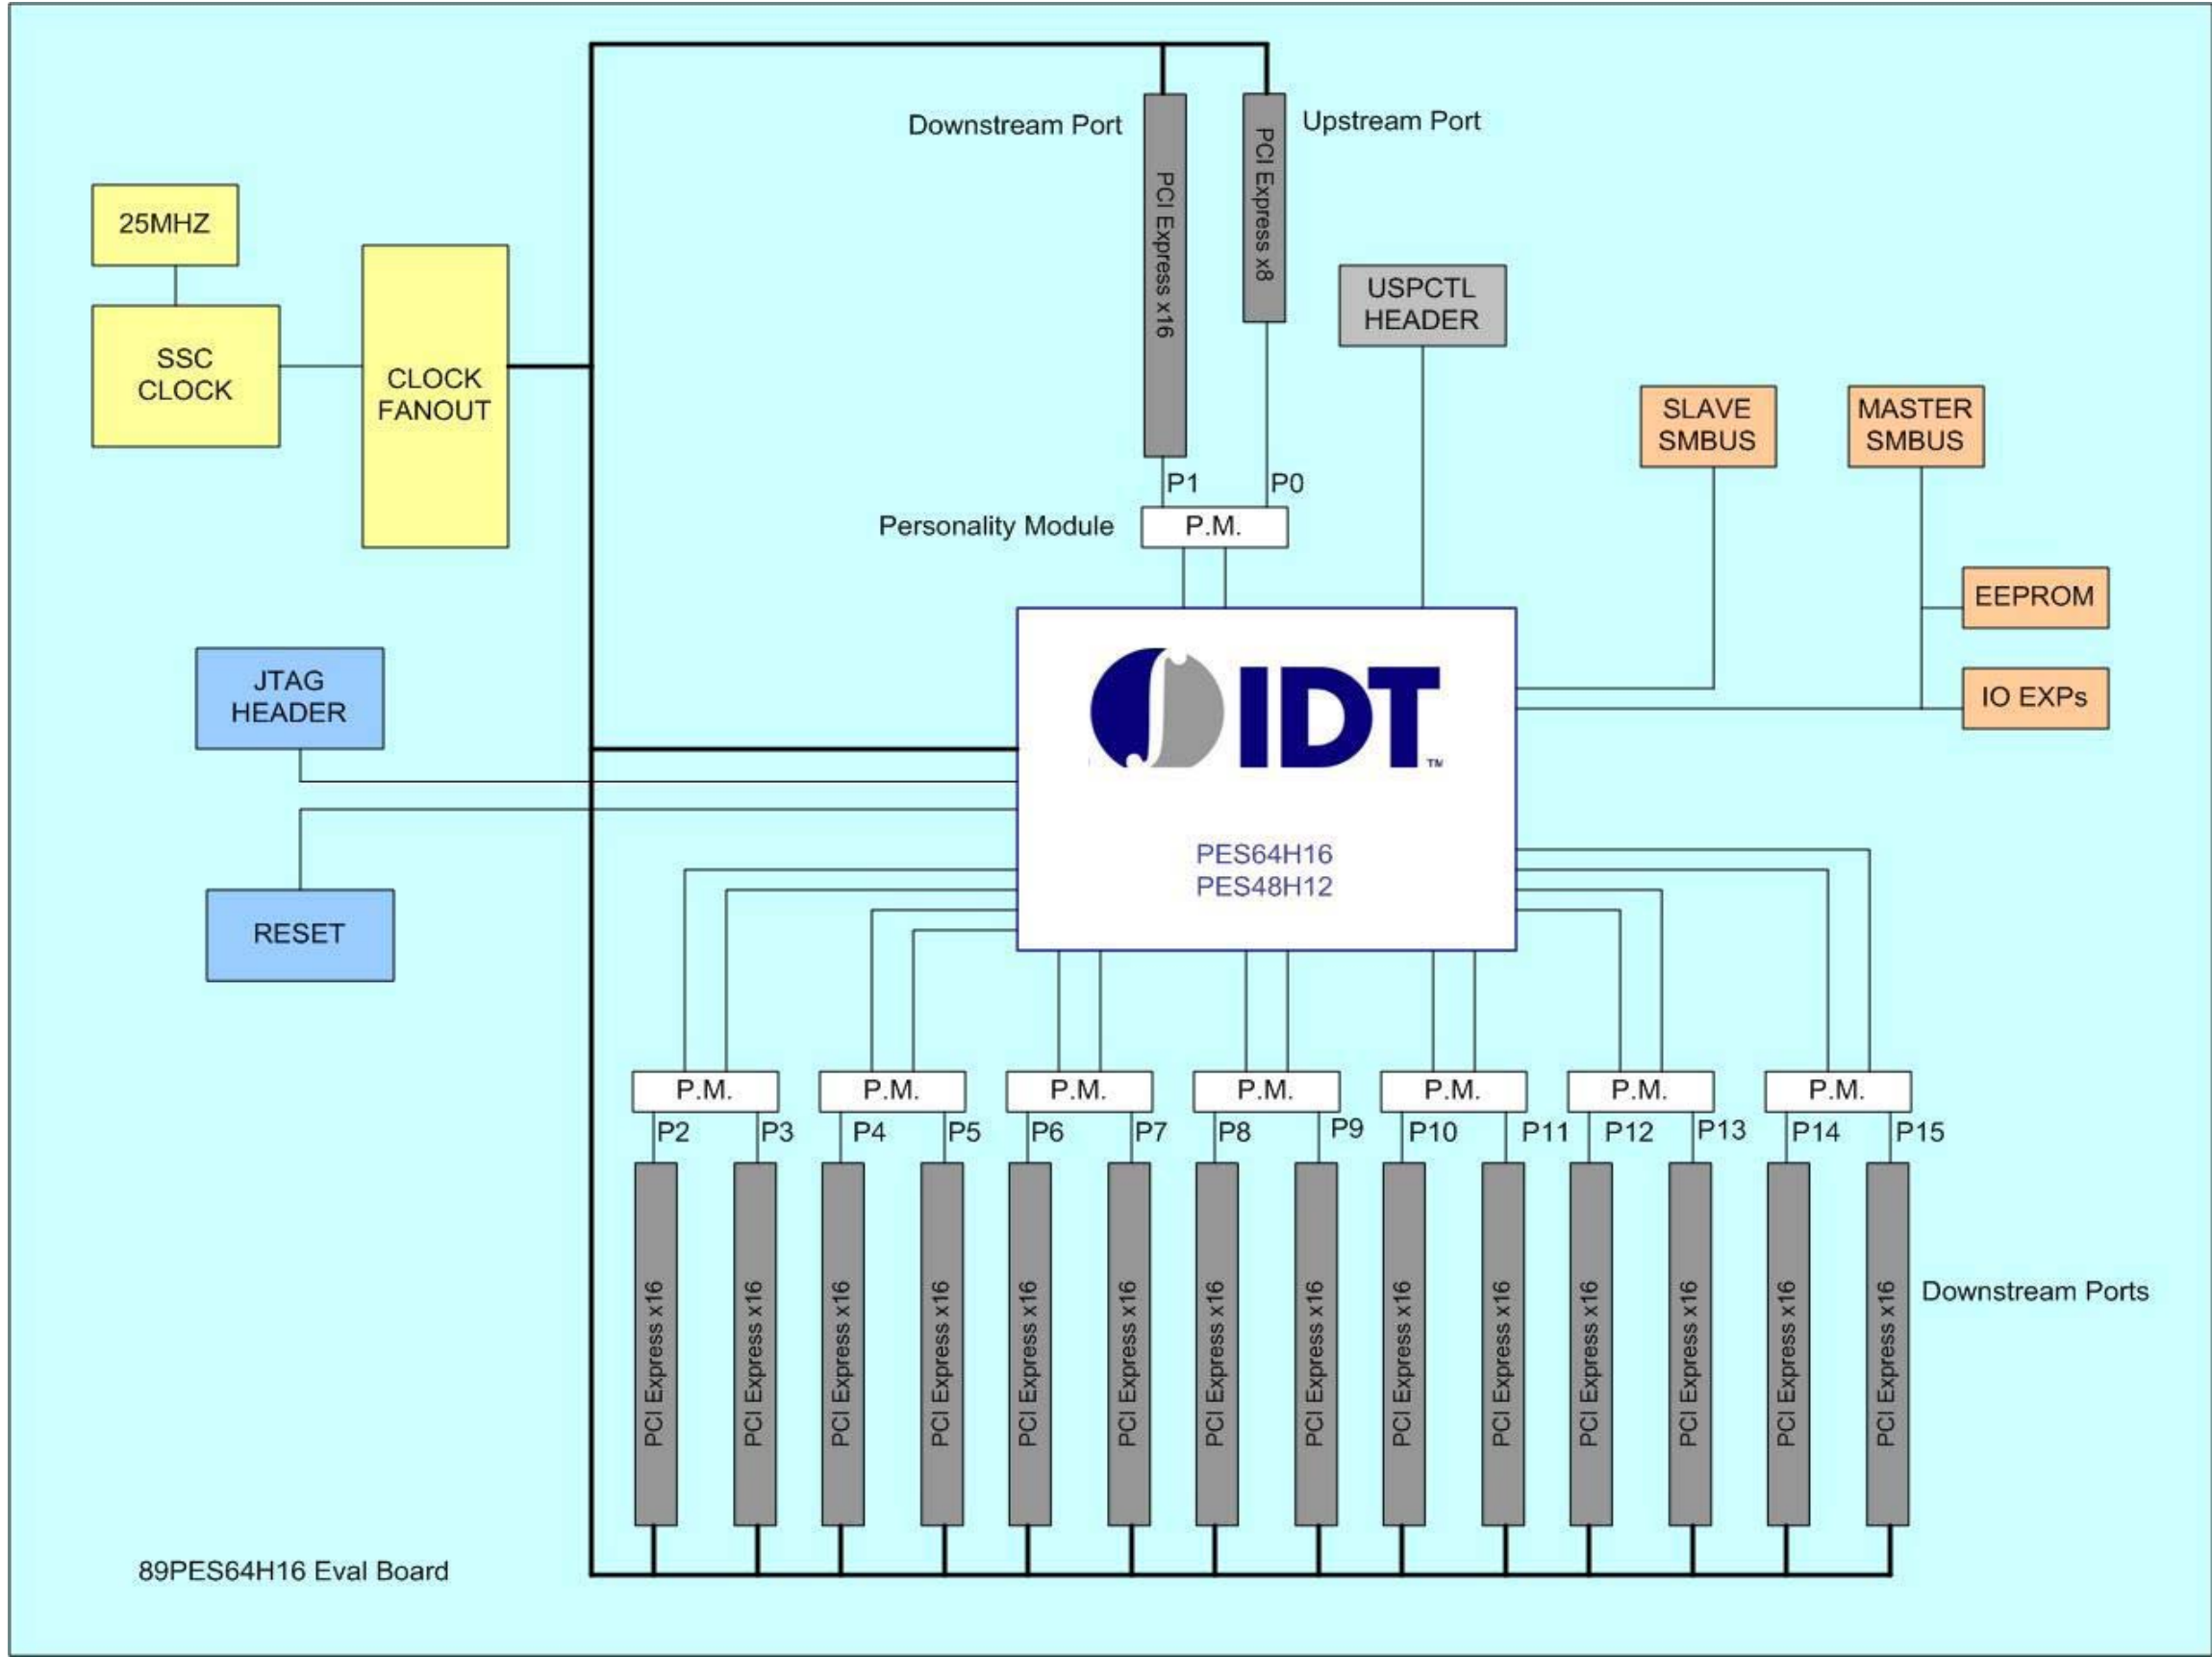 Downstream Port
Upstream Port
PCI Express x16
PCI Express x8
25MHZ
SSC
CLOCK
CLOCK
FANOUT
USPCTL
HEADER
SLAVE
SMBUS
MASTER
SMBUS
P1
P0
Personality Module
P.M.
EEPROM
IO EXPs
JTAG
HEADER
IDT
TM
PES64H16
PES48H12
RESET
P.M.
P.M.
P.M.
P.M.
P.M.
P.M.
P.M.
P2
P3
P4
P5
P6
P7
P8
P9
P10
P11
P12
P13
P14
P15
PCI Express x16
PCI Express x16
PCI Express x16
PCI Express x16
PCI Express x16
PCI Express x16
PCI Express x16
PCI Express x16
PCI Express x16
PCI Express x16
PCI Express x16
PCI Express x16
PCI Express x16
PCI Express x16
Downstream Ports
89PES64H16 Eval Board